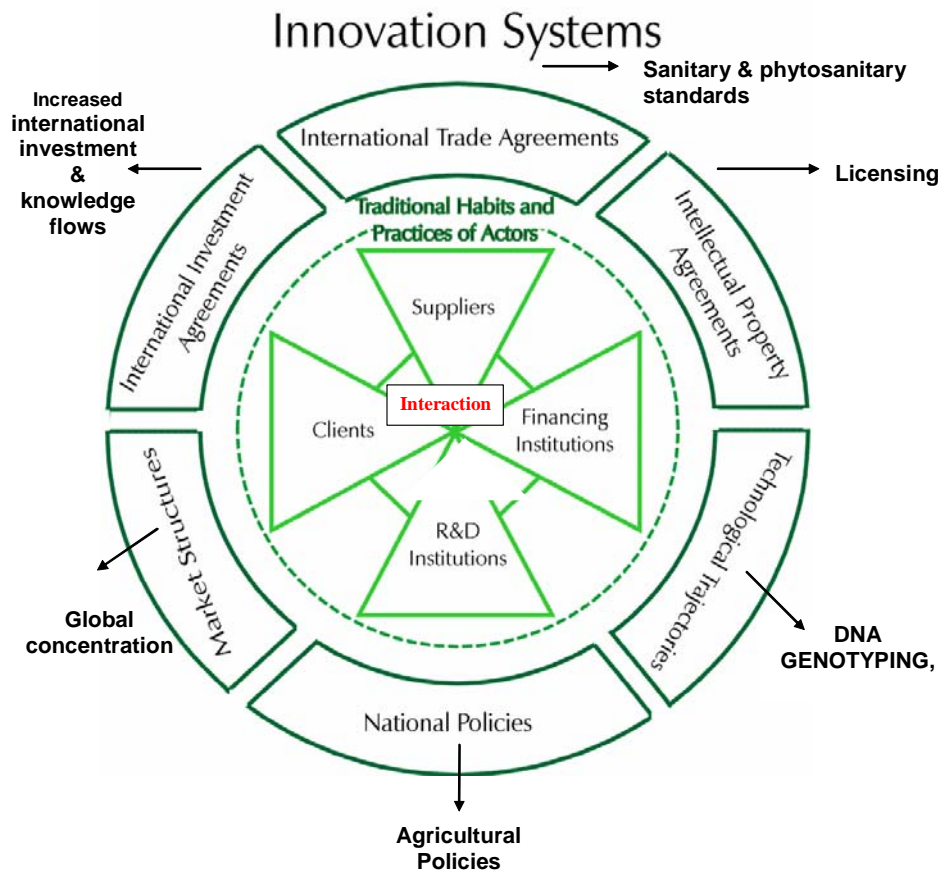 Innovation Systems
Sanitary & phytosanitary
standards
Increased
international
investment
&
knowledge
flows
International Trade Agreements
Licensing
International Investment
Agreements
Traditional Habits and
Practices of Actors
Intellectual Property
Agreements
Suppliers
Interaction
Clients
Financing
Institutions
R&D
Institutions
Market Structures
Technological Trajectories
Global
concentration
DNA
GENOTYPING,
National Policies
Agricultural
Policies